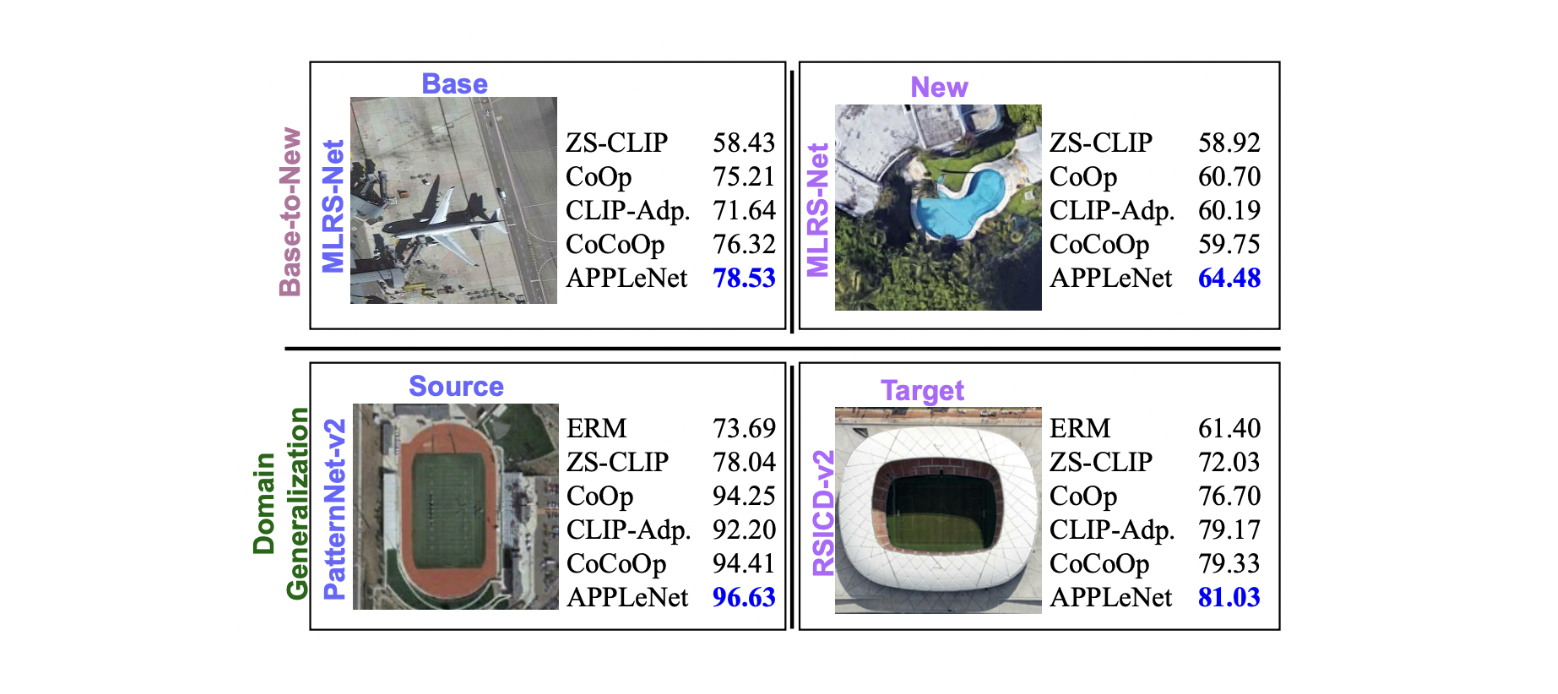 Base-to-New
Base
MLRS-Net
ZS-CLIP 58.43
CoOp 75.21
CLIP-Adp. 71.64
CoCoOp 76.32
APPLeNet 78.53
New
MLRS-Net
ZS-CLIP 58.92
CoOp 60.70
CLIP-Adp. 60.19
CoCoOp 59.75
APPLeNet 64.48
Domain
Generalization
Source
PatternNet-v2
ERM 73.69
ZS-CLIP 78.04
CoOp 94.25
CLIP-Adp. 92.20
CoCoOp 94.41
APPLeNet 96.63
Target
RSICD-v2
ERM 61.40
ZS-CLIP 72.03
CoOp 76.70
CLIP-Adp. 79.17
CoCoOp 79.33
APPLeNet 81.03